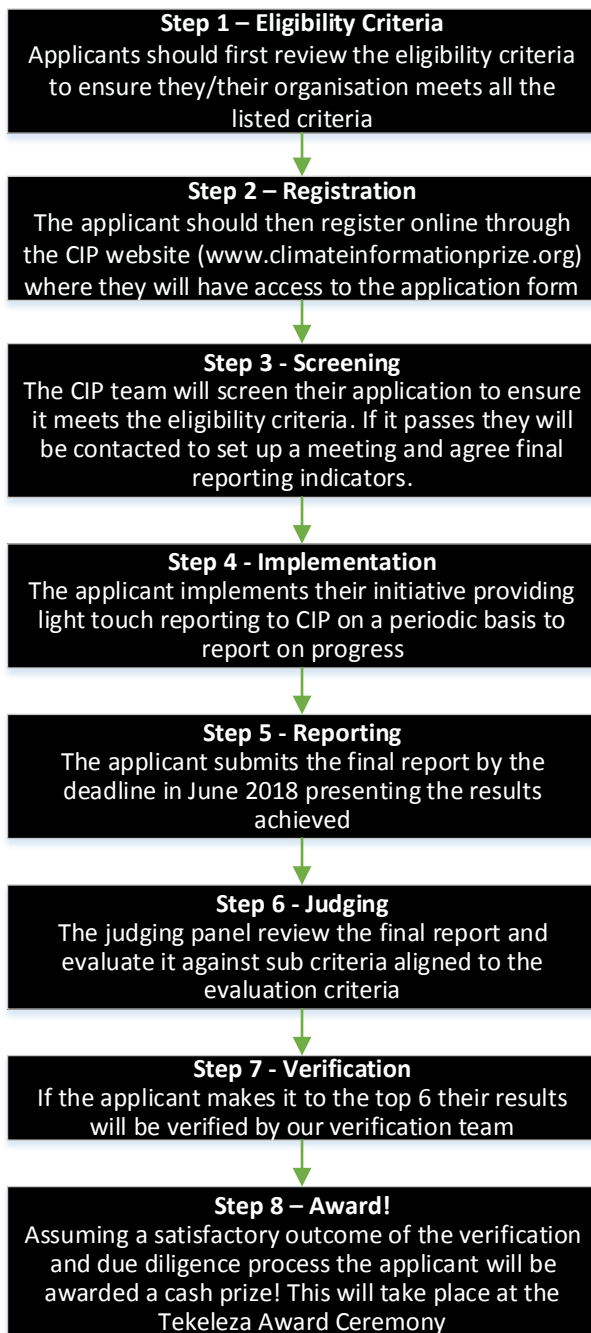 Step 1 – Eligibility Criteria
Applicants should first review the eligibility criteria
to ensure they/their organisation meets all the
listed criteria
Step 2 – Registration
The applicant should then register online through
the CIP website (www.climateinformationprize.org)
where they will have access to the application form
Step 3 - Screening
The CIP team will screen their application to ensure
it meets the eligibility criteria. If it passes they will
be contacted to set up a meeting and agree final
reporting indicators.
Step 4 - Implementation
The applicant implements their initiative providing
light touch reporting to CIP on a periodic basis to
report on progress
Step 5 - Reporting
The applicant submits the final report by the
deadline in June 2018 presenting the results
achieved
Step 6 - Judging
The judging panel review the final report and
evaluate it against sub criteria aligned to the
evaluation criteria
Step 7 - Verification
If the applicant makes it to the top 6 their results
will be verified by our verification team
Step 8 – Award!
Assuming a satisfactory outcome of the verification
and due diligence process the applicant will be
awarded a cash prize! This will take place at the
Tekeleza Award Ceremony